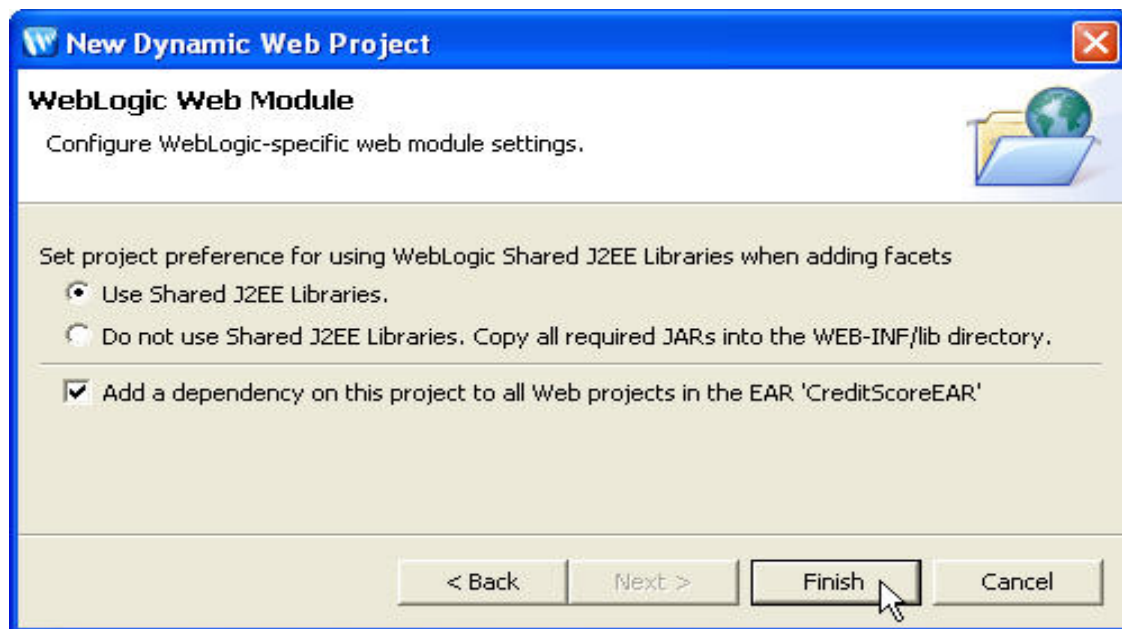 New Dynamic Web Project
WebLogic Web Module
Configure WebLogic-specific web module settings.
Set project preference for using WebLogic Shared J2EE Libraries when adding facets
Use Shared J2EE Libraries.
Do not use Shared J2EE Libraries. Copy all required JARs into the WEB-INF/lib directory.
Add a dependency on this project to all Web projects in the EAR 'CreditScoreEAR'
< Back Next > Finish Cancel